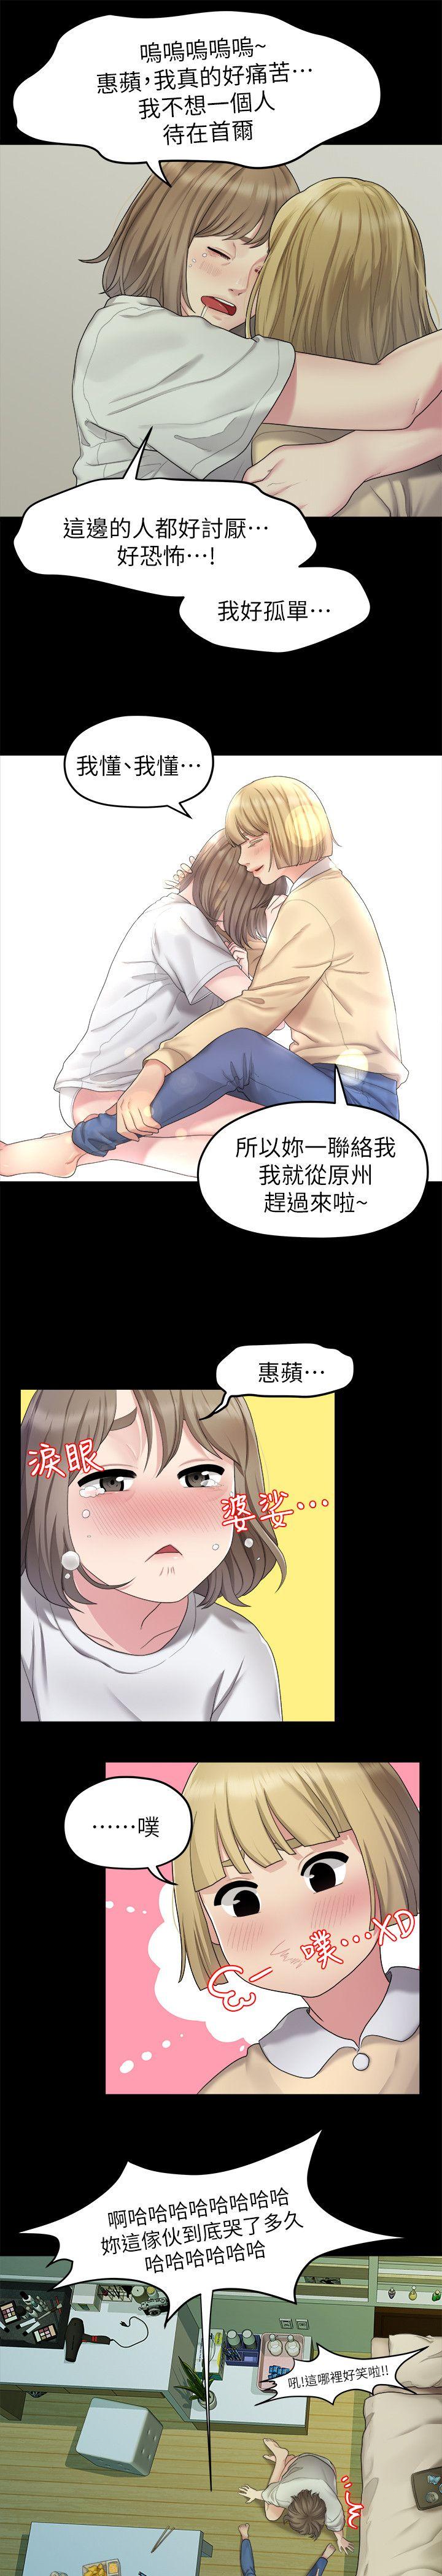 嗚嗚嗚嗚嗚~
惠蘋，我真的好痛苦⋯
我不想一個人
待在首爾
這邊的人都好討厭⋯
好恐怖⋯!
我好孤單⋯
我懂、我懂⋯
所以妳一聯絡我
我就從原州
趕過來啦~
惠蘋⋯
淚眼
婆娑⋯
⋯⋯噗
噗⋯XD
啊哈哈哈哈哈哈哈哈
妳這傢伙到底哭了多久
哈哈哈哈哈哈
吼!這哪裡好笑啦!!